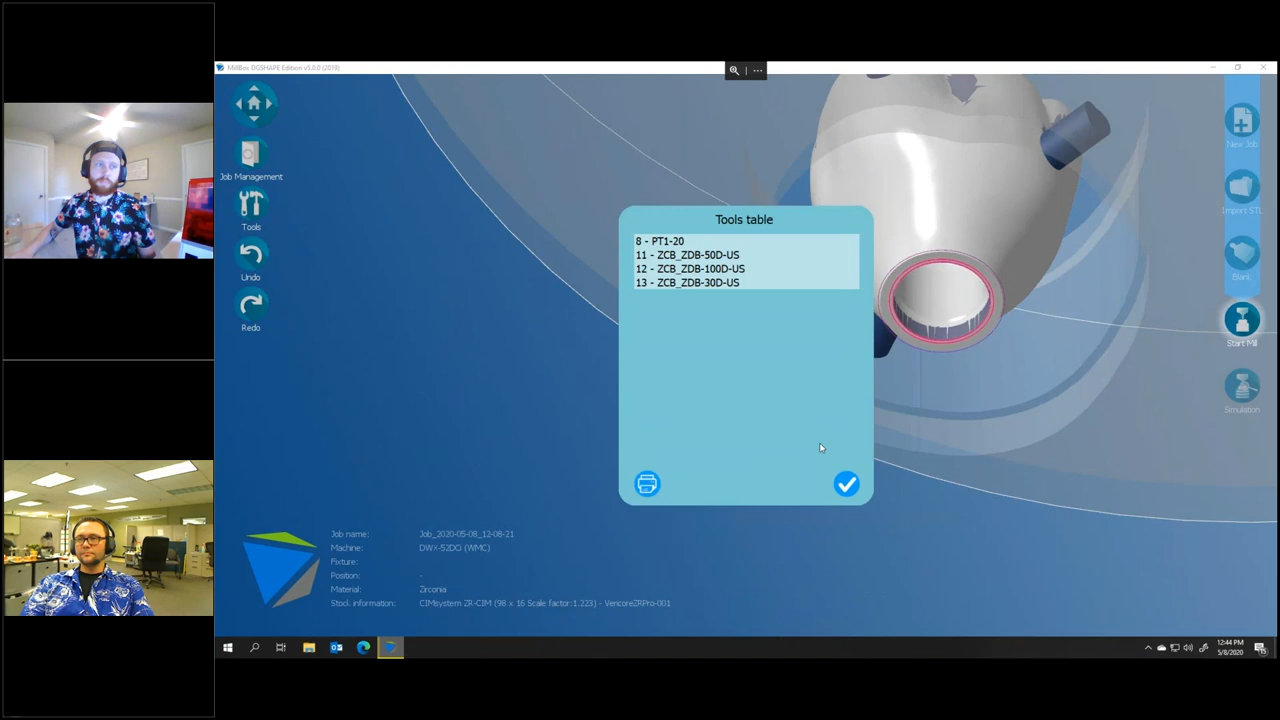 MillBox DGSHAPE Edition v5.0.0 (2019)
Job Management
Tools
Undo
Redo
Tools table
8 - PT1-20
11 - ZCB_ZDB-50D-US
12 - ZCB_ZDB-100D-US
13 - ZCB_ZDB-30D-US
New Job
Import STL
Blank
Start Mill
Simulation
Job name: Job_2020-05-08_12-08-21
Machine: DWX-52DCi (WMC)
Fixture:
Position: -
Material: Zirconia
Stock information: CIMsystem ZR-CIM (98 x 16 Scale factor:1.223) - VericoreZRPro-001
12:44 PM
5/8/2020